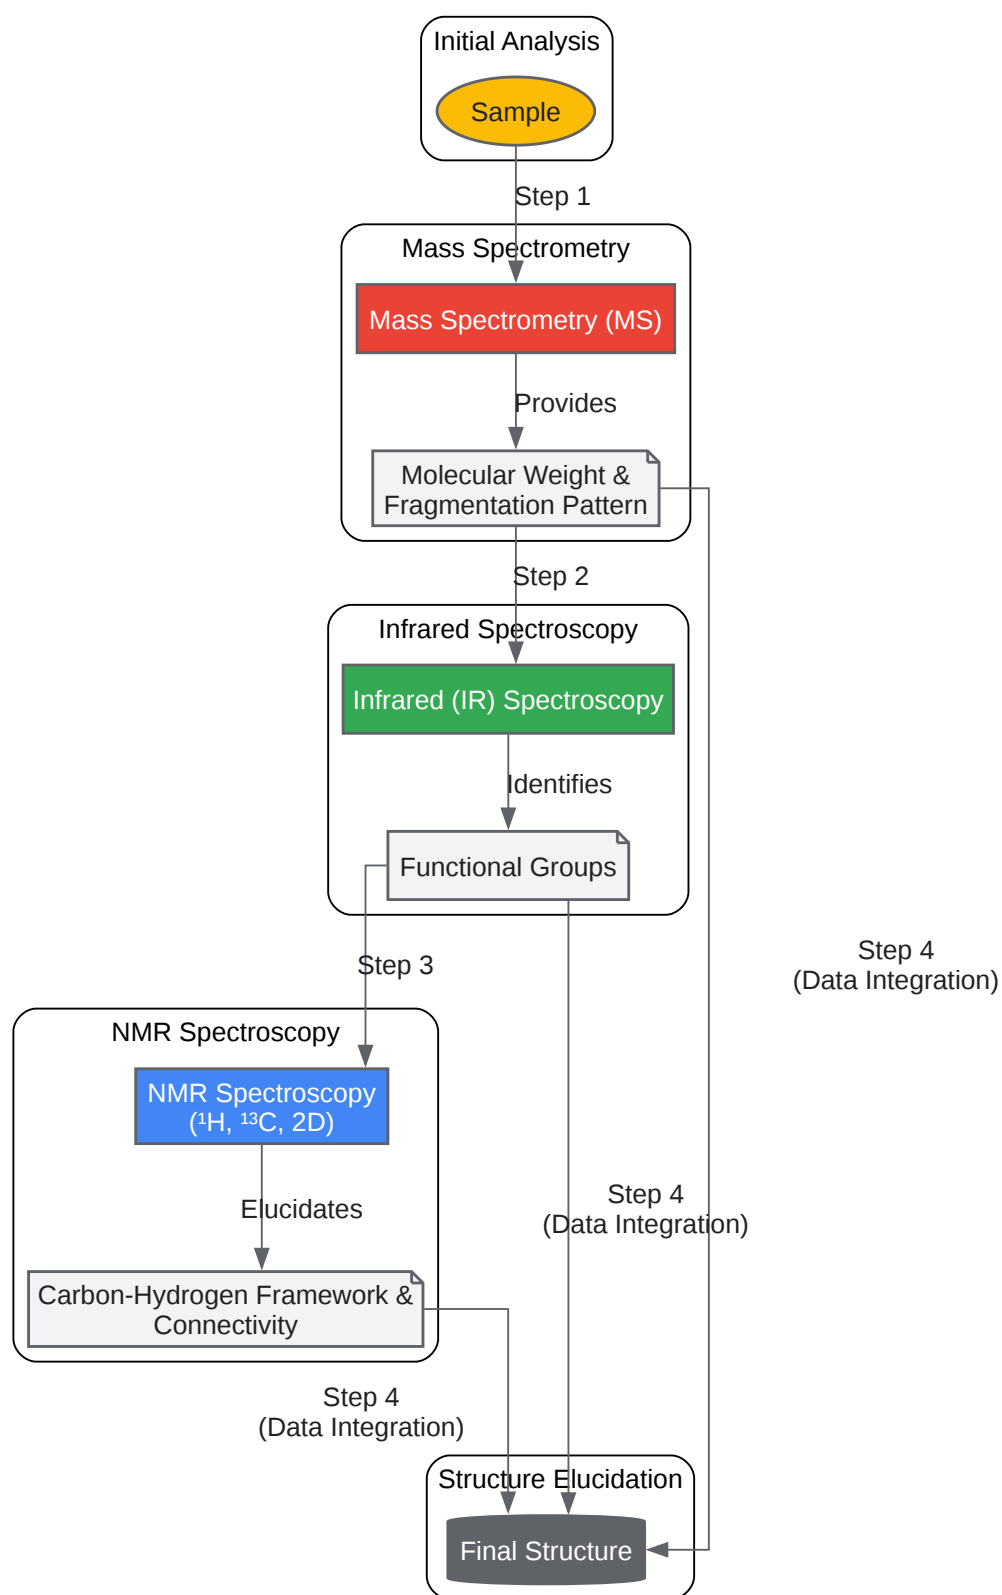 Initial Analysis
Sample
Step 1
Mass Spectrometry
Mass Spectrometry (MS)
Provides
Molecular Weight &
Fragmentation Pattern
Step 2
Infrared Spectroscopy
Infrared (IR) Spectroscopy
Identifies
Functional Groups
Step 3
Step 4
(Data Integration)
NMR Spectroscopy
NMR Spectroscopy
(¹H, ¹³C, 2D)
Elucidates
Step 4
(Data Integration)
Carbon-Hydrogen Framework &
Connectivity
Step 4
(Data Integration)
Structure Elucidation
Final Structure